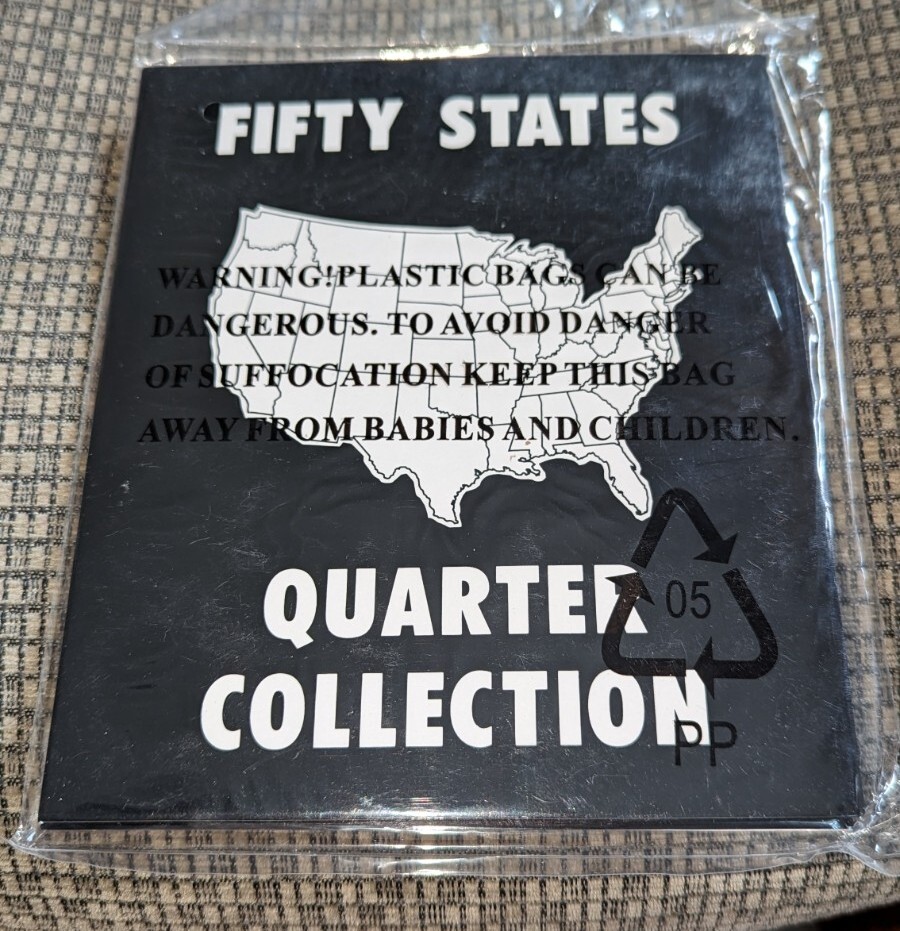 FIFTY STATES
WARNING!PLASTIC BAGS CAN BE
DANGEROUS. TO AVOID DANGER
OF SUFFOCATION KEEP THIS BAG
AWAY FROM BABIES AND CHILDREN.
QUARTER
COLLECTION
05
PP